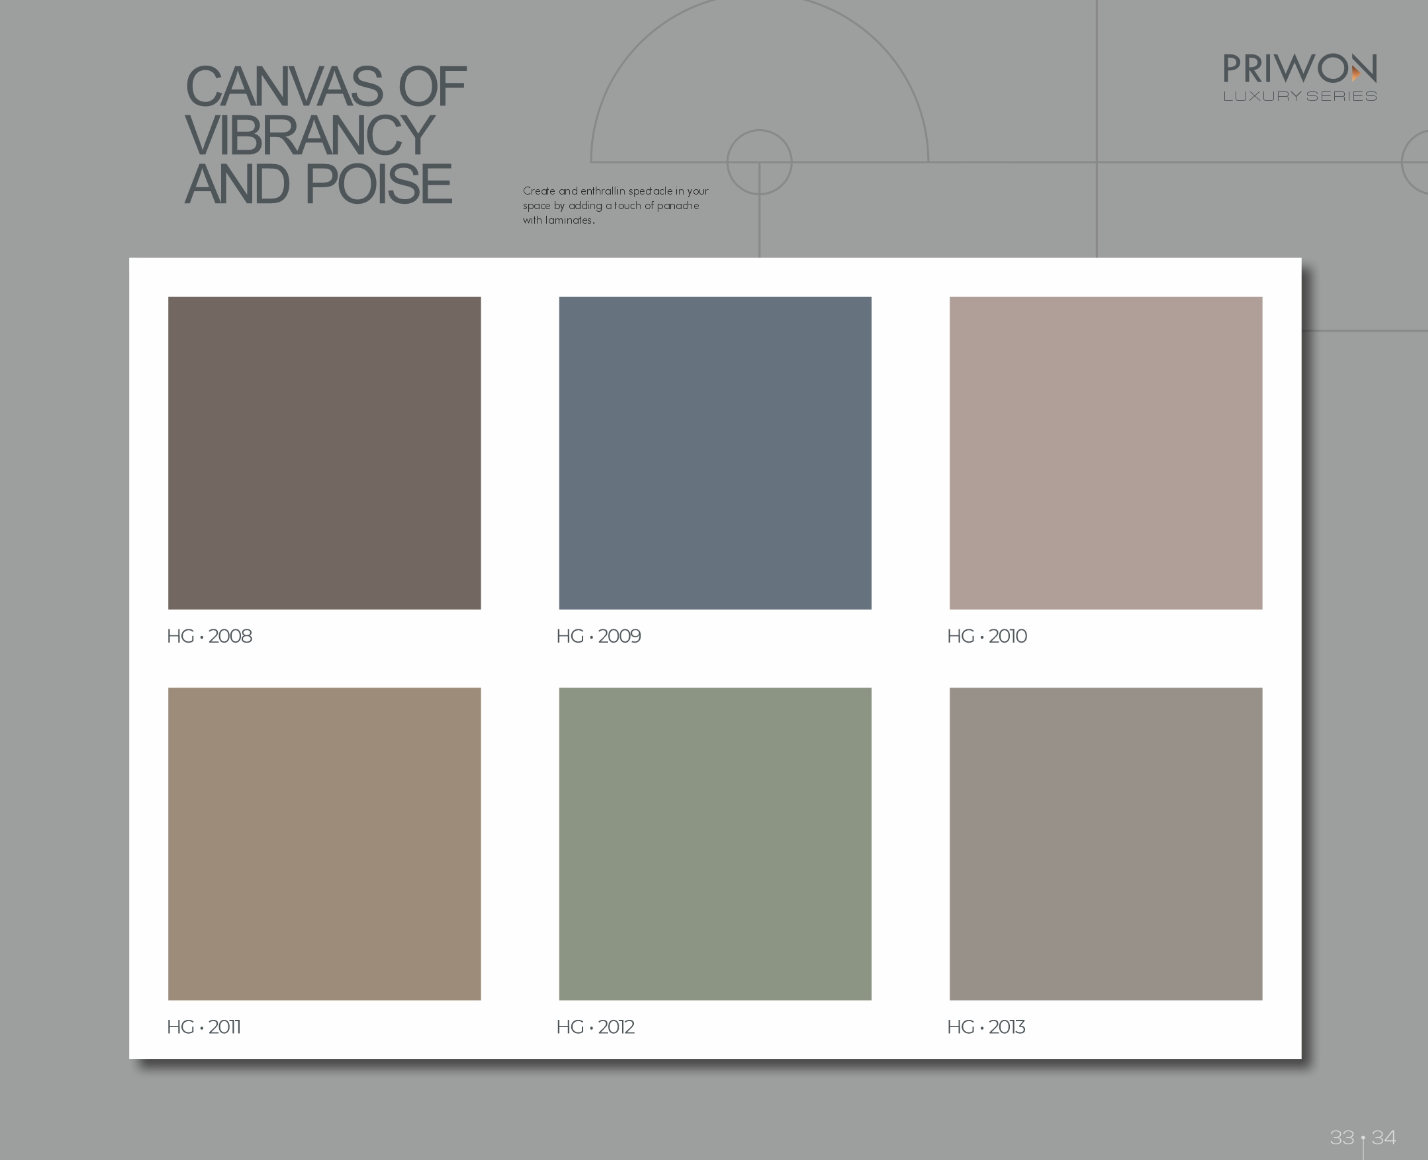 CANVAS OF
VIBRANCY
AND POISE
PRIWON
LUXURY SERIES
Create and enthrallin spectacle in your
space by adding a touch of panache
with laminates.
HG • 2008
HG • 2009
HG • 2010
HG • 2011
HG • 2012
HG • 2013
33 • 34